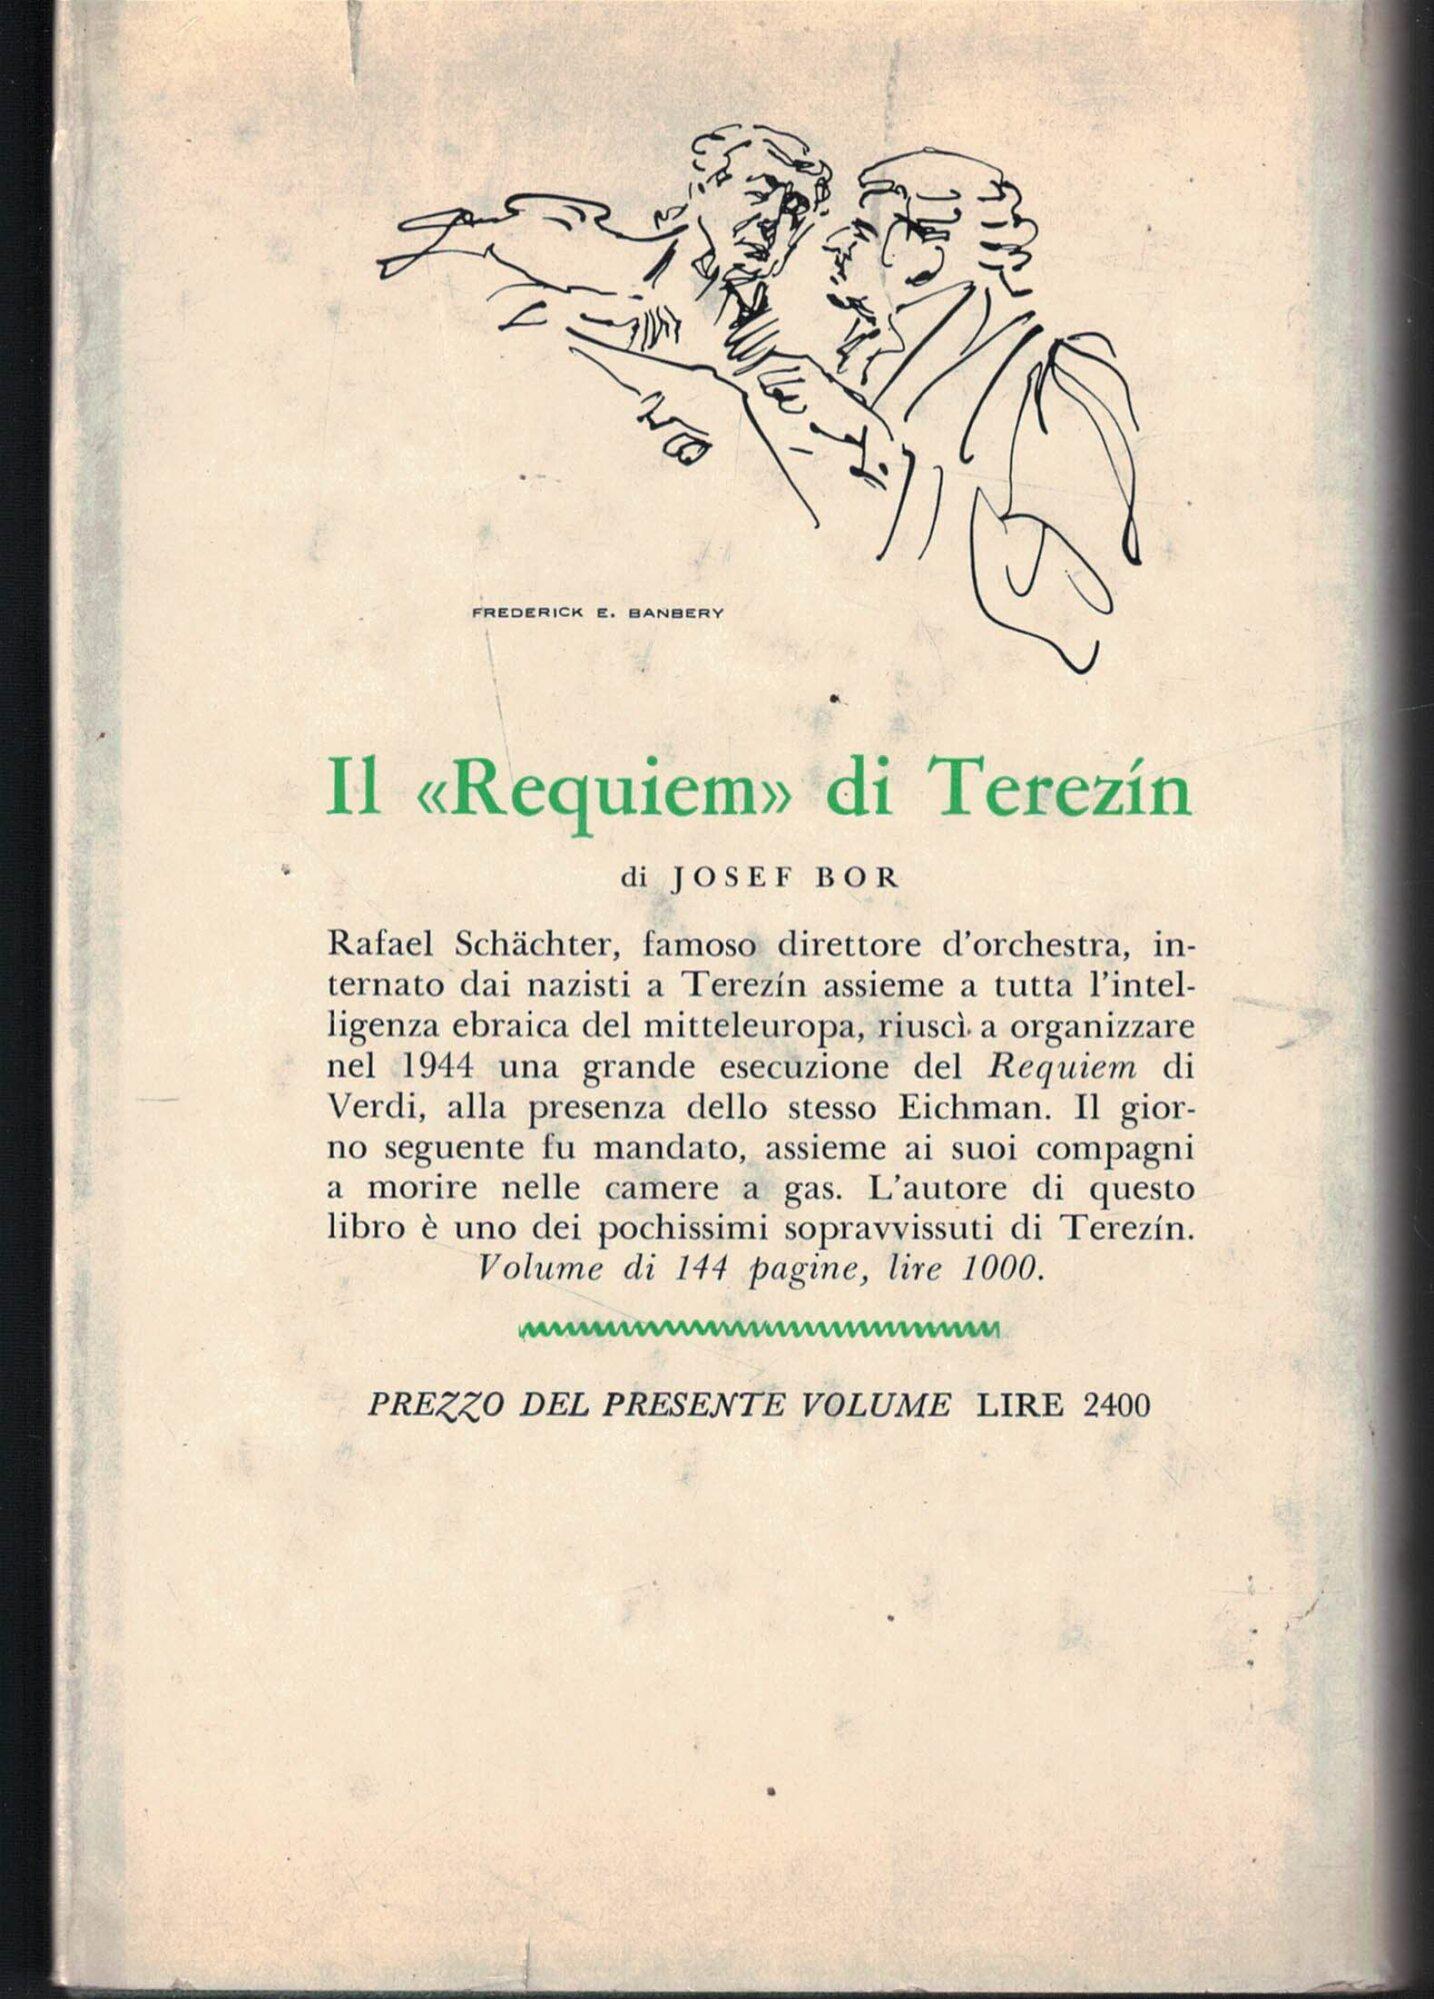 FREDERICK E. BANBERY
Il «Requiem» di Terezín
di JOSEF BOR
Rafael Schächter, famoso direttore d'orchestra, in-
ternato dai nazisti a Terezín assieme a tutta l'intel-
ligenza ebraica del mitteleuropa, riuscì a organizzare
nel 1944 una grande esecuzione del Requiem di
Verdi, alla presenza dello stesso Eichman. Il gior-
no seguente fu mandato, assieme ai suoi compagni
a morire nelle camere a gas. L'autore di questo
libro è uno dei pochissimi sopravvissuti di Terezín.
Volume di 144 pagine, lire 1000.
PREZZO DEL PRESENTE VOLUME LIRE 2400